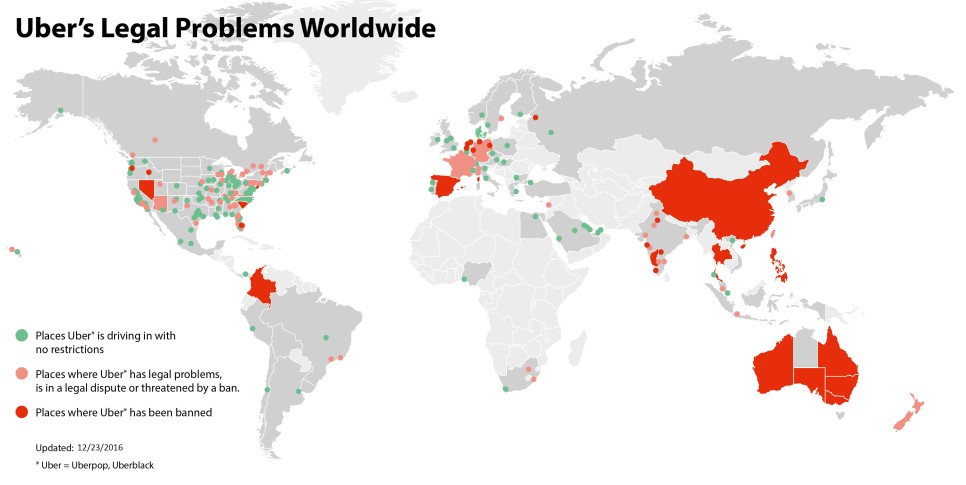 Uber's Legal Problems Worldwide
Places Uber* is driving in with
no restrictions
Places where Uber* has legal problems,
is in a legal dispute or threatened by a ban.
Places where Uber* has been banned
Updated: 12/23/2016
* Uber = Uberpop, Uberblack